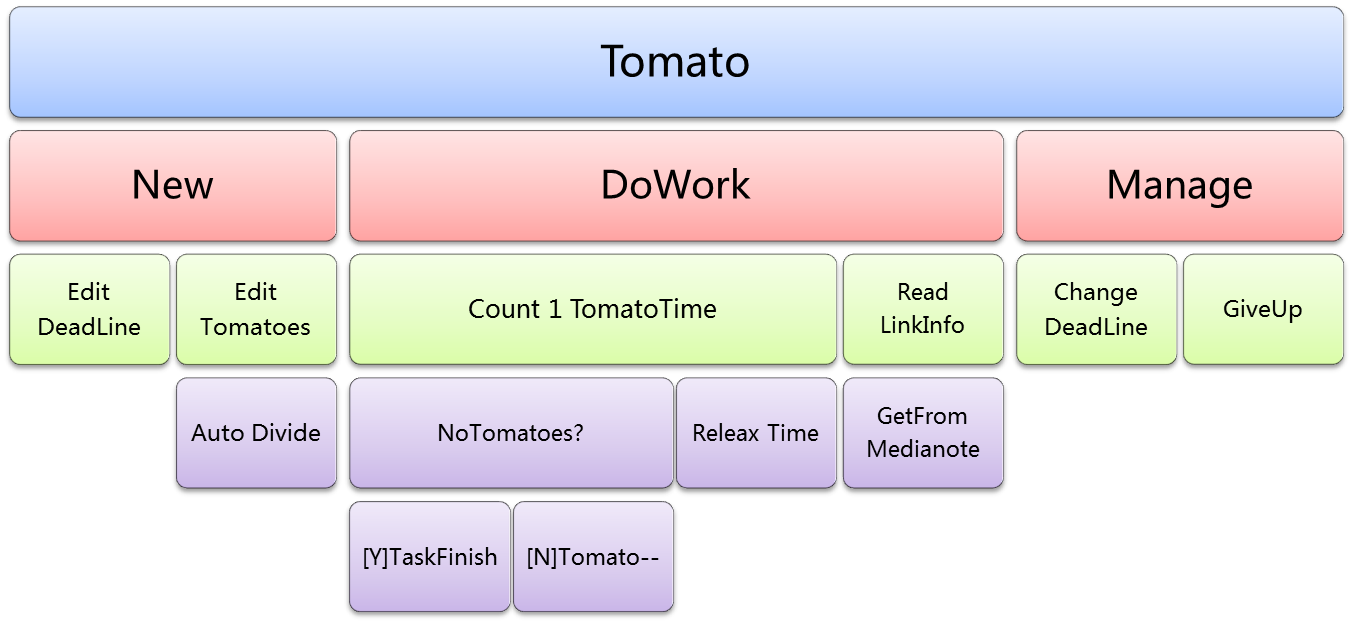 Tomato
New
DoWork
Manage
Edit
DeadLine
Edit
Tomatoes
Count 1 TomatoTime
Read
LinkInfo
Change
DeadLine
GiveUp
Auto Divide
NoTomatoes?
Releax Time
GetFrom
Medianote
[Y]TaskFinish
[N]Tomato--